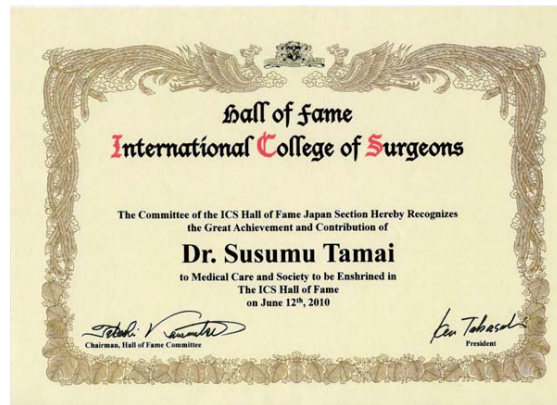 Hall of Fame
International College of Surgeons
The Committee of the ICS Hall of Fame Japan Section Hereby Recognizes
the Great Achievement and Contribution of
Dr. Susumu Tamai
to Medical Care and Society to be Enshrined in
The ICS Hall of Fame
on June 12th, 2010
Chairman, Hall of Fame Committee
President